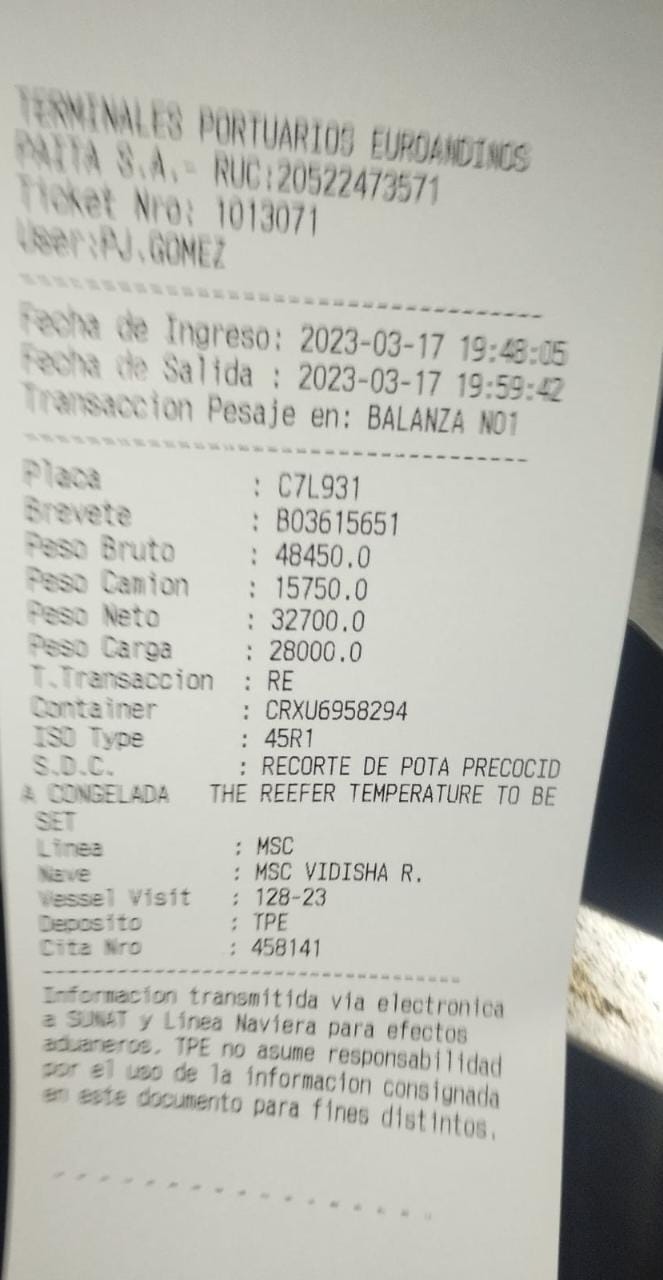 TERMINALES PORTUARIOS EUROANDINOS
PAITA S.A.- RUC:20522473571
Ticket Nro: 1013071
User:PJ.GOMEZ
Fecha de Ingreso: 2023-03-17 19:48:05
Fecha de Salida : 2023-03-17 19:59:42
Transaccion Pesaje en: BALANZA NO1
Placa : C7L931
Brevete : B03615651
Peso Bruto : 48450.0
Peso Camion : 15750.0
Peso Neto : 32700.0
Peso Carga : 28000.0
T.Transaccion : RE
Container : CRXU6958294
ISO Type : 45R1
S.D.C. : RECORTE DE POTA PRECOCID
A CONGELADA THE REEFER TEMPERATURE TO BE
SET
Linea : MSC
Nave : MSC VIDISHA R.
Vessel Visit : 128-23
Deposito : TPE
Cita Nro : 458141
Informacion transmitida via electronica
a SUNAT y Linea Naviera para efectos
aduaneros. TPE no asume responsabilidad
por el uso de la informacion consignada
en este documento para fines distintos.